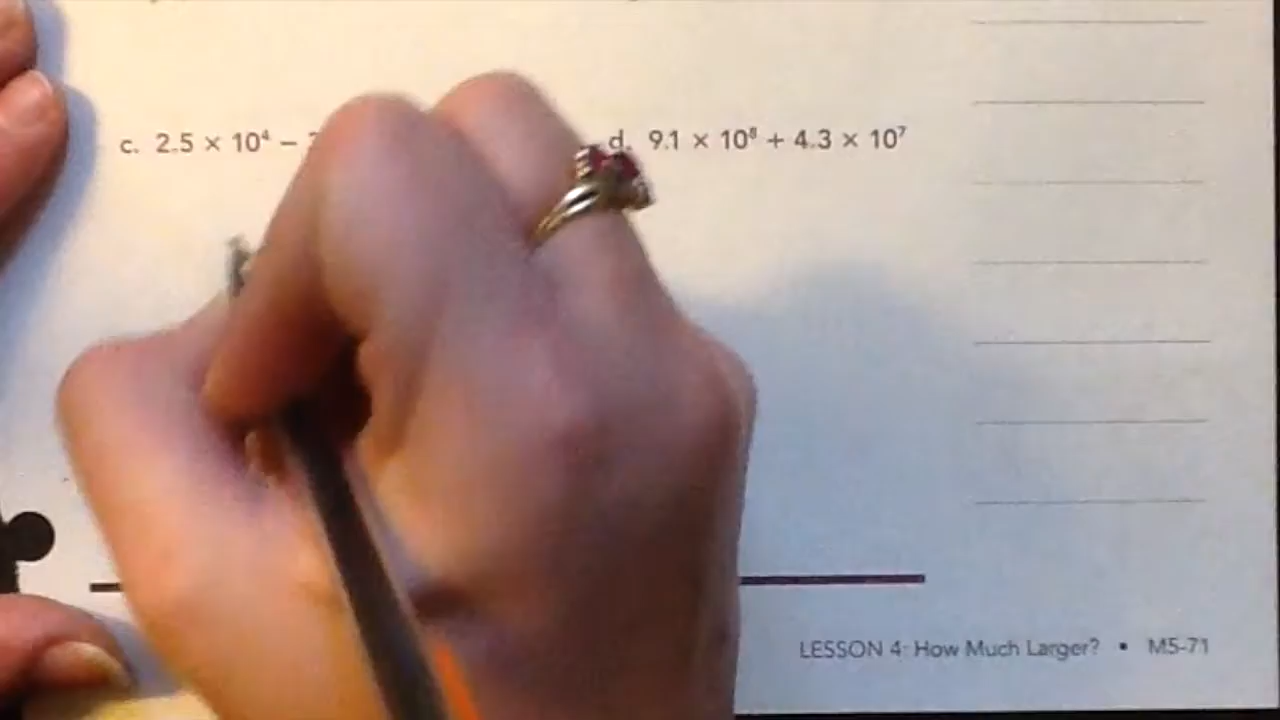 c. 2.5 × 10⁴ –
d. 9.1 × 10⁸ + 4.3 × 10⁷
LESSON 4: How Much Larger? • M5-71